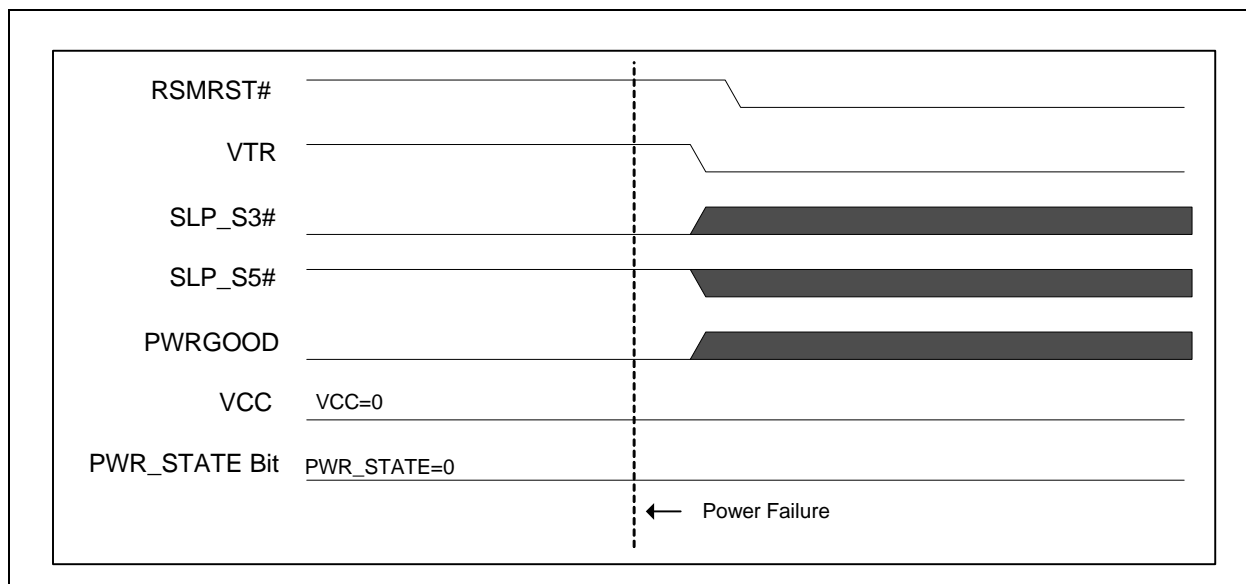 RSMRST#
VTR
SLP_S3#
SLP_S5#
PWRGOOD
VCC VCC=0
PWR_STATE Bit PWR_STATE=0
Power Failure